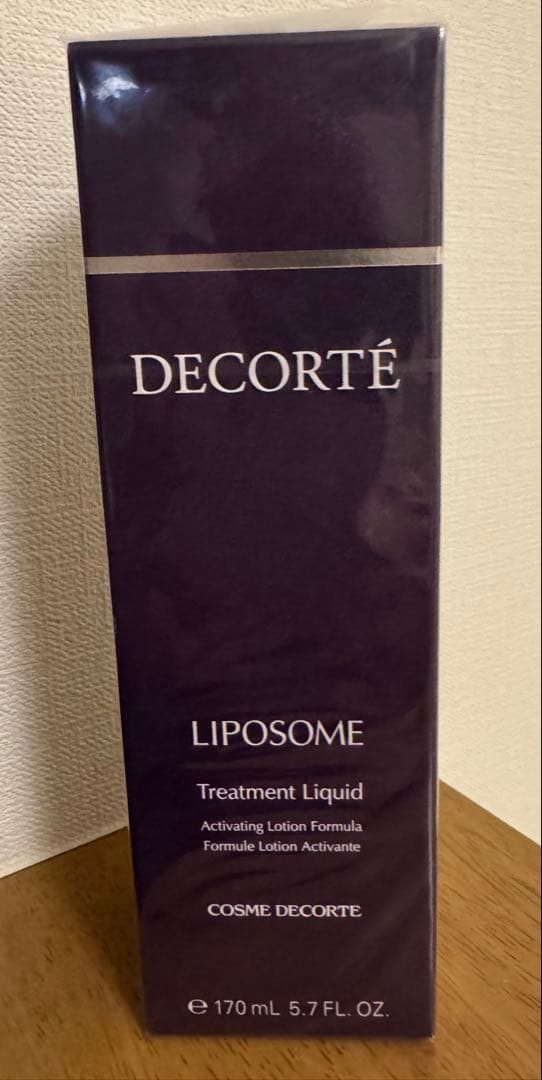 DECORTÉ
LIPOSOME
Treatment Liquid
Activating Lotion Formula
Formule Lotion Activante
COSME DECORTE
℮ 170 mL 5.7 FL. OZ.